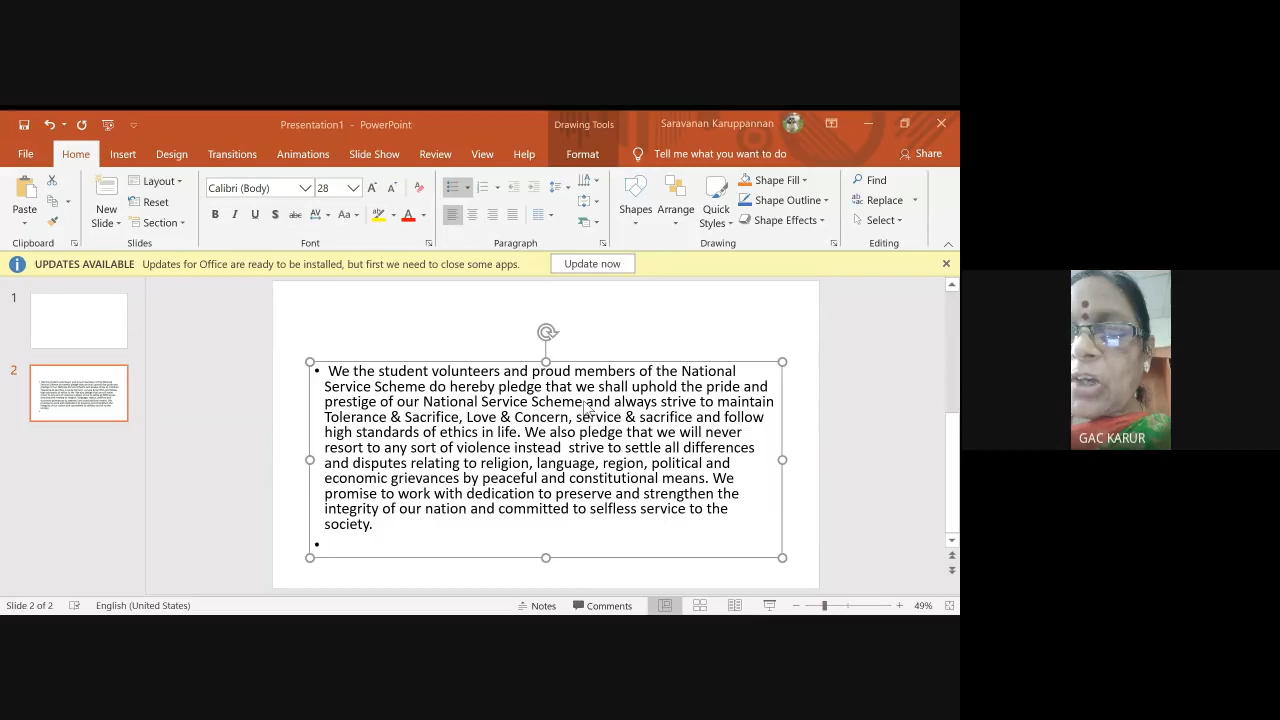 Presentation1 - PowerPoint
Drawing Tools
Saravanan Karuppannan
File Home Insert Design Transitions Animations Slide Show Review View Help Format Tell me what you want to do Share
Paste
Clipboard
New Slide
Layout
Reset
Section
Slides
Calibri (Body) 28
B I U S abc AV Aa A
Font
Paragraph
Shapes
Arrange
Quick Styles
Shape Fill
Shape Outline
Shape Effects
Drawing
Find
Replace
Select
Editing
UPDATES AVAILABLE Updates for Office are ready to be installed, but first we need to close some apps. Update now
1
2
• We the student volunteers and proud members of the National
Service Scheme do hereby pledge that we shall uphold the pride and
prestige of our National Service Scheme and always strive to maintain
Tolerance & Sacrifice, Love & Concern, service & sacrifice and follow
high standards of ethics in life. We also pledge that we will never
resort to any sort of violence instead  strive to settle all differences
and disputes relating to religion, language, region, political and
economic grievances by peaceful and constitutional means. We
promise to work with dedication to preserve and strengthen the
integrity of our nation and committed to selfless service to the
society.
•
GAC KARUR
Slide 2 of 2 English (United States) Notes Comments 49%